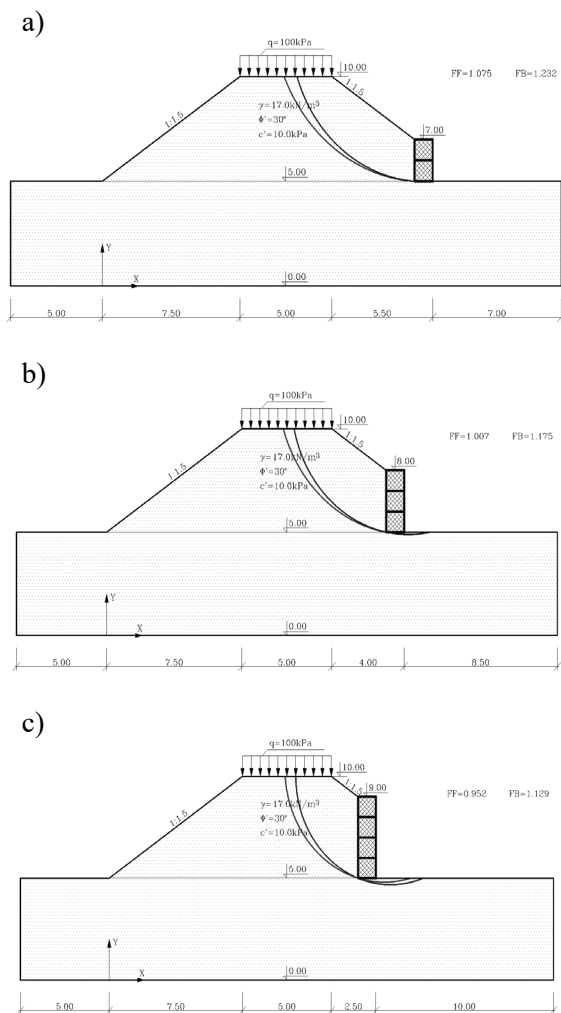 a)
q=100kPa
10.00
FF=1.075 FB=1.232
1:1.5
1:1.5
γ=17.0kN/m³
Φ'=30°
c'=10.0kPa
7.00
5.00
Y
X
0.00
5.00 7.50 5.00 5.50 7.00
b)
q=100kPa
10.00
FF=1.007 FB=1.175
1:1.5
1:1.5
γ=17.0kN/m³
Φ'=30°
c'=10.0kPa
8.00
5.00
Y
X
0.00
5.00 7.50 5.00 4.00 8.50
c)
q=100kPa
10.00
FF=0.952 FB=1.129
1:1.5
1:1.5
9.00
γ=17.0kN/m³
Φ'=30°
c'=10.0kPa
5.00
Y
X
0.00
5.00 7.50 5.00 2.50 10.00